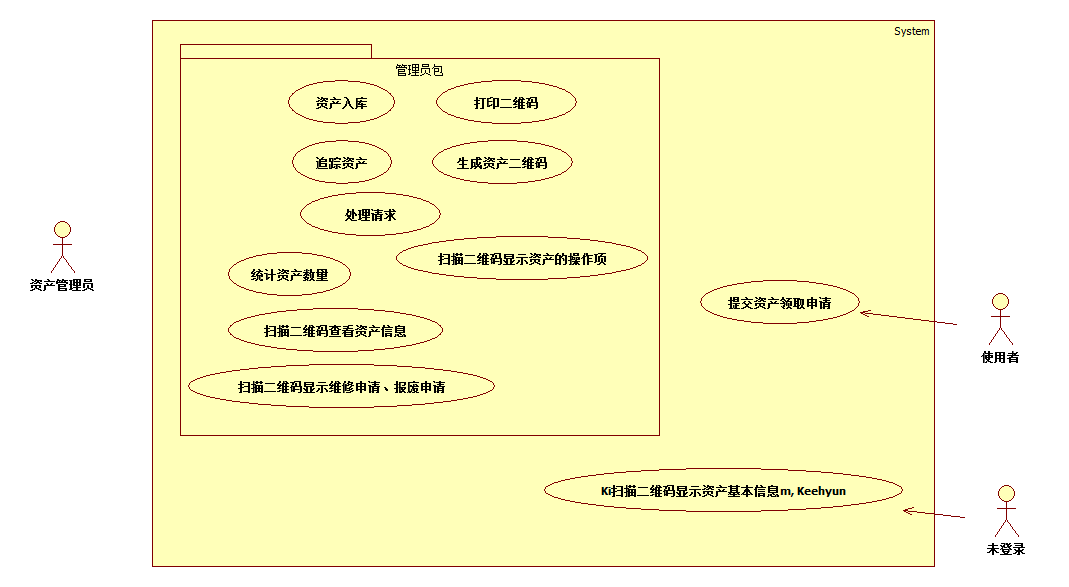 System
管理员包
资产入库
打印二维码
追踪资产
生成资产二维码
处理请求
扫描二维码显示资产的操作项
统计资产数量
资产管理员
提交资产领取申请
扫描二维码查看资产信息
使用者
扫描二维码显示维修申请、报废申请
Ki扫描二维码显示资产基本信息m, Keehyun
未登录